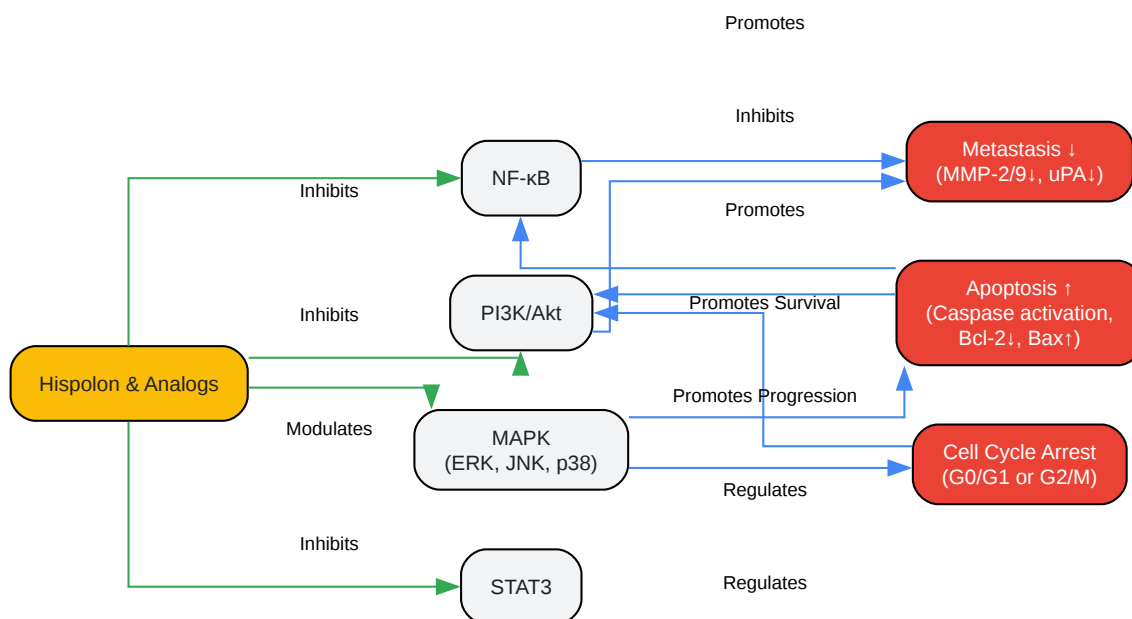 Promotes
Inhibits
Metastasis ↓
(MMP-2/9↓, uPA↓)
NF-κB
Inhibits
Promotes
Apoptosis ↑
(Caspase activation,
Bcl-2↓, Bax↑)
Promotes Survival
PI3K/Akt
Inhibits
Hispolon & Analogs
Promotes Progression
Modulates
MAPK
(ERK, JNK, p38)
Cell Cycle Arrest
(G0/G1 or G2/M)
Regulates
Inhibits
STAT3
Regulates